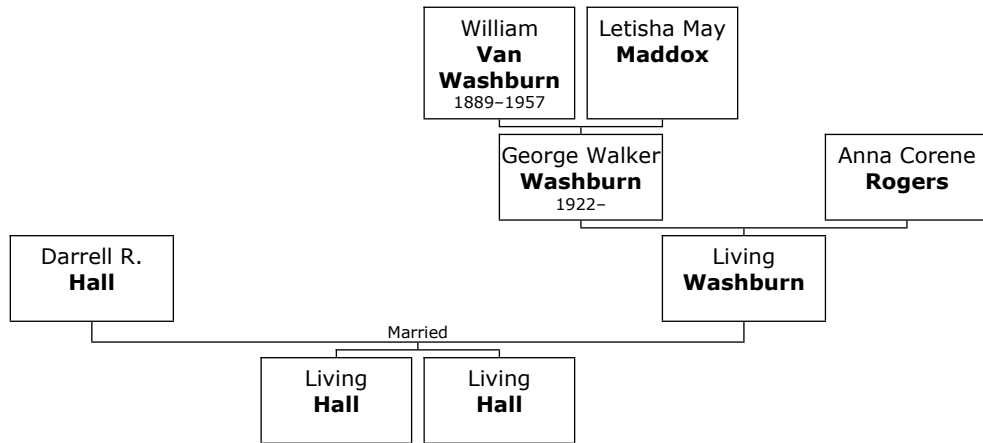 William
Van
Washburn
1889–1957
Letisha May
Maddox
George Walker
Washburn
1922–
Anna Corene
Rogers
Darrell R.
Hall
Living
Washburn
Married
Living
Hall
Living
Hall